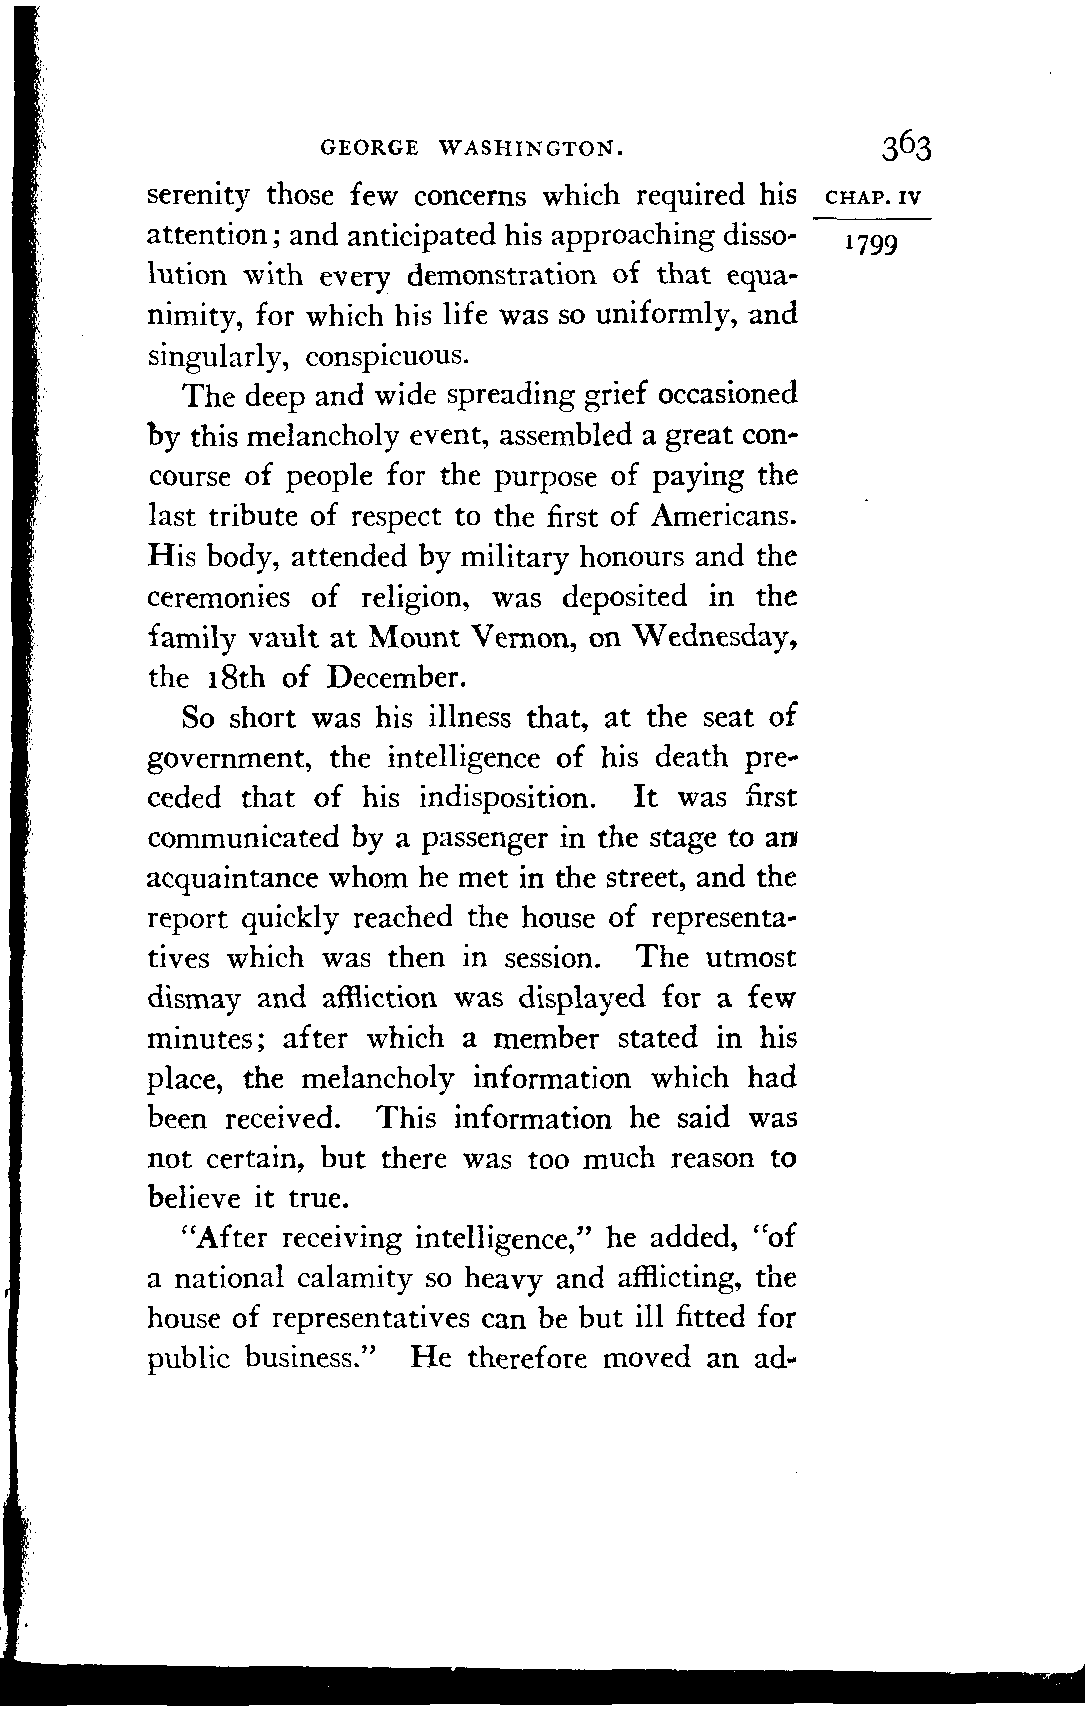 GEORGE WASHINGTON. 363
serenity those few concerns which required his
CHAP. IV
attention; and anticipated his approaching disso-
1799
lution with every demonstration of that equa-
nimity, for which his life was so uniformly, and
singularly, conspicuous.
The deep and wide spreading grief occasioned
by this melancholy event, assembled a great con-
course of people for the purpose of paying the
last tribute of respect to the first of Americans.
His body, attended by military honours and the
ceremonies of religion, was deposited in the
family vault at Mount Vernon, on Wednesday,
the 18th of December.
So short was his illness that, at the seat of
government, the intelligence of his death pre-
ceded that of his indisposition. It was first
communicated by a passenger in the stage to an
acquaintance whom he met in the street, and the
report quickly reached the house of representa-
tives which was then in session. The utmost
dismay and affliction was displayed for a few
minutes; after which a member stated in his
place, the melancholy information which had
been received. This information he said was
not certain, but there was too much reason to
believe it true.
"After receiving intelligence," he added, "of
a national calamity so heavy and afflicting, the
house of representatives can be but ill fitted for
public business." He therefore moved an ad-